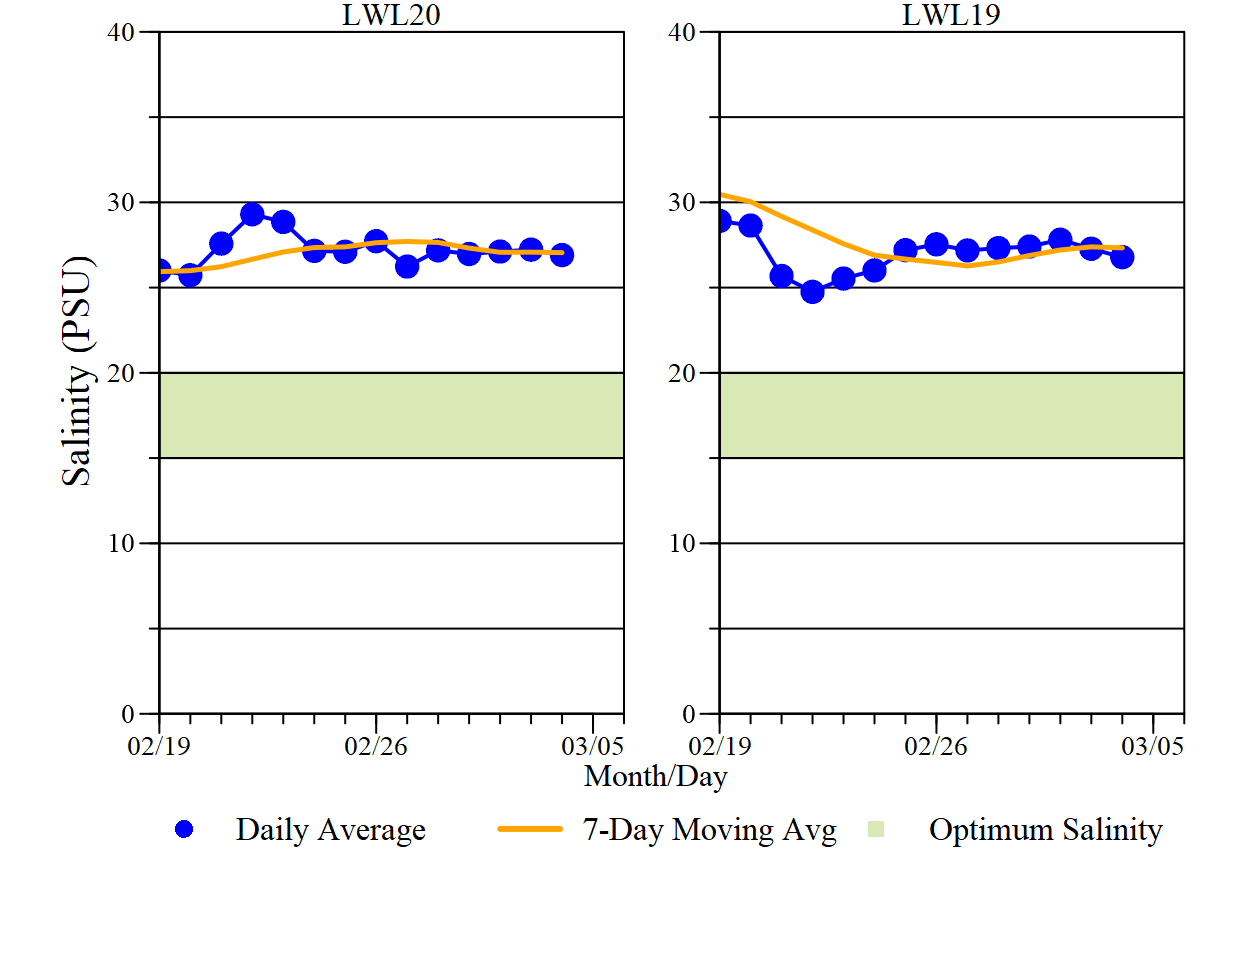 LWL20
LWL19
40
30
20
10
0
40
30
20
10
0
Salinity (PSU)
02/19
02/26
03/05
02/19
02/26
03/05
Month/Day
Daily Average
7-Day Moving Avg
Optimum Salinity